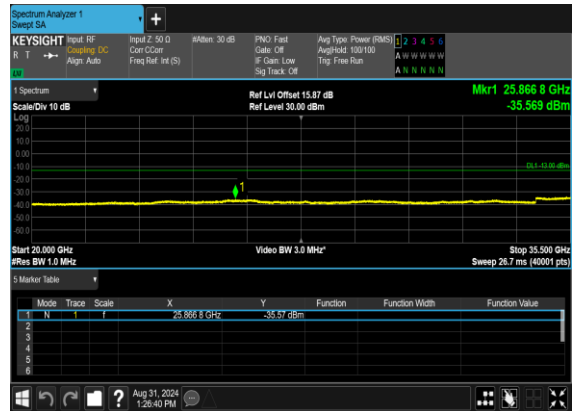 Spectrum Analyzer 1
Swept SA
+
KEYSIGHT Input: RF Input Z: 50 Ω #Atten: 30 dB PNO: Fast Avg Type: Power (RMS) 1 2 3 4 5 6
R T Coupling: DC Corr CCorr Gate: Off Avg|Hold: 100/100 A W W W W W
Align: Auto Freq Ref: Int (S) IF Gain: Low Trig: Free Run
Sig Track: Off A N N N N N
1 Spectrum Ref Lvl Offset 15.87 dB Mkr1 25.866 8 GHz
Scale/Div 10 dB Ref Level 30.00 dBm -35.569 dBm
Log
20.0
10.0
0.00
-10.0 DL1 -13.00 dBm
-20.0
-30.0 1
-40.0
-50.0
-60.0
Start 20.000 GHz Video BW 3.0 MHz* Stop 35.500 GHz
#Res BW 1.0 MHz Sweep 26.7 ms (40001 pts)
5 Marker Table
Mode Trace Scale X Y Function Function Width Function Value
1 N 1 f 25.866 8 GHz -35.57 dBm
2
3
4
5
6
? Aug 31, 2024
1:26:40 PM